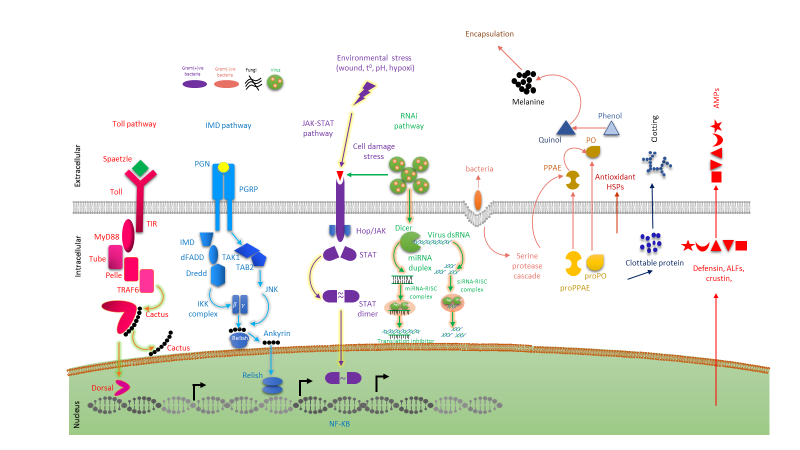 Encapsulation
Environmental stress
(wound, t⁰, pH, hypoxi)
Gram(+)ve
bacteria
Gram(-)ve
bacteria
Fungi
Virus
Melanine
AMPs
Toll pathway
IMD pathway
JAK-STAT
pathway
RNAi
pathway
Phenol
Quinol
PO
Clotting
Cell damage
stress
Extracellular
Spaetzle
PGN
PPAE
bacteria
Antioxidant
HSPs
Toll
PGRP
TIR
Hop/JAK
Dicer
Virus dsRNA
MyD88
IMD
Intracellular
Tube
dFADD
TAK1
TAB2
STAT
miRNA
duplex
Serine
protease
cascade
Clottable protein
Defensin, ALFs,
crustin,
Pelle
Dredd
proPO
proPPAE
TRAF6
JNK
miRNA-RISC
complex
siRNA-RISC
complex
IKK
complex
β γ
STAT
dimer
Cactus
Ankyrin
Relish
Translation inhibitor
Cactus
Relish
Dorsal
Nucleus
NF-KB